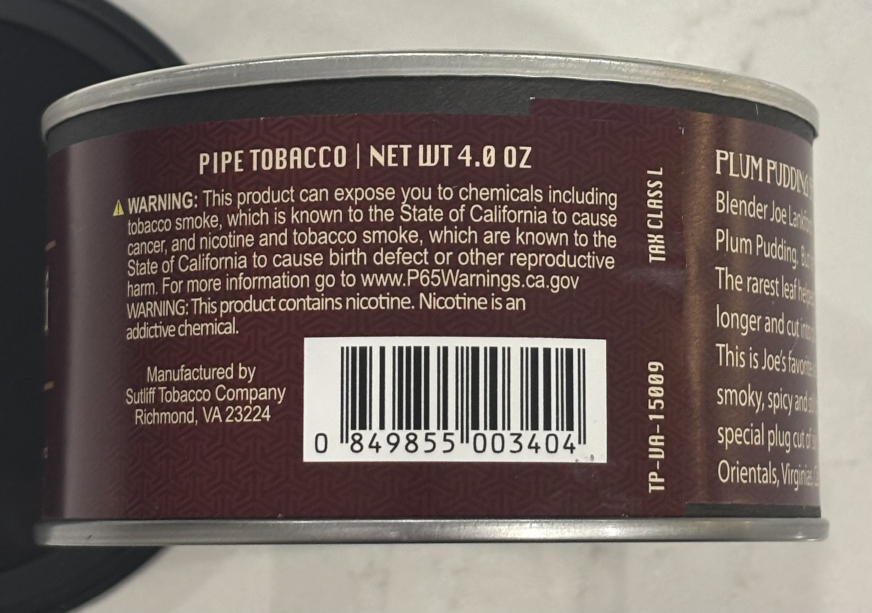 PIPE TOBACCO | NET WT 4.0 OZ
⚠ WARNING: This product can expose you to chemicals including
tobacco smoke, which is known to the State of California to cause
cancer, and nicotine and tobacco smoke, which are known to the
State of California to cause birth defect or other reproductive
harm. For more information go to www.P65Warnings.ca.gov
WARNING: This product contains nicotine. Nicotine is an
addictive chemical.
Manufactured by
Sutliff Tobacco Company
Richmond, VA 23224
0 849855 003404
TAX CLASS L
TP-VA-15009
PLUM PUDDING
Blender Joe
Plum Pudding.
The rarest leaf
longer and cut
This is Joe's
smoky, spicy and
special plug cut of
Orientals, Virginias